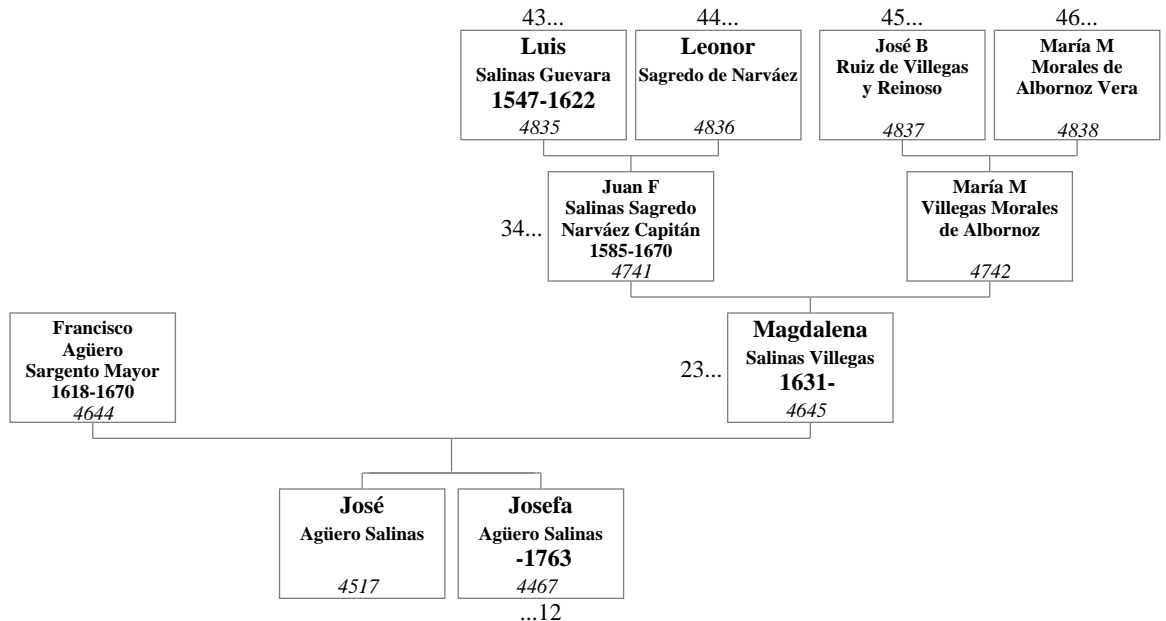 43...
44...
45...
46...
Luis
Salinas Guevara
1547-1622
4835
Leonor
Sagredo de Narváez
4836
José B
Ruiz de Villegas
y Reinoso
4837
María M
Morales de
Albornoz Vera
4838
34...
Juan F
Salinas Sagredo
Narváez Capitán
1585-1670
4741
María M
Villegas Morales
de Albornoz
4742
Francisco
Agüero
Sargento Mayor
1618-1670
4644
23...
Magdalena
Salinas Villegas
1631-
4645
José
Agüero Salinas
4517
Josefa
Agüero Salinas
-1763
4467
...12